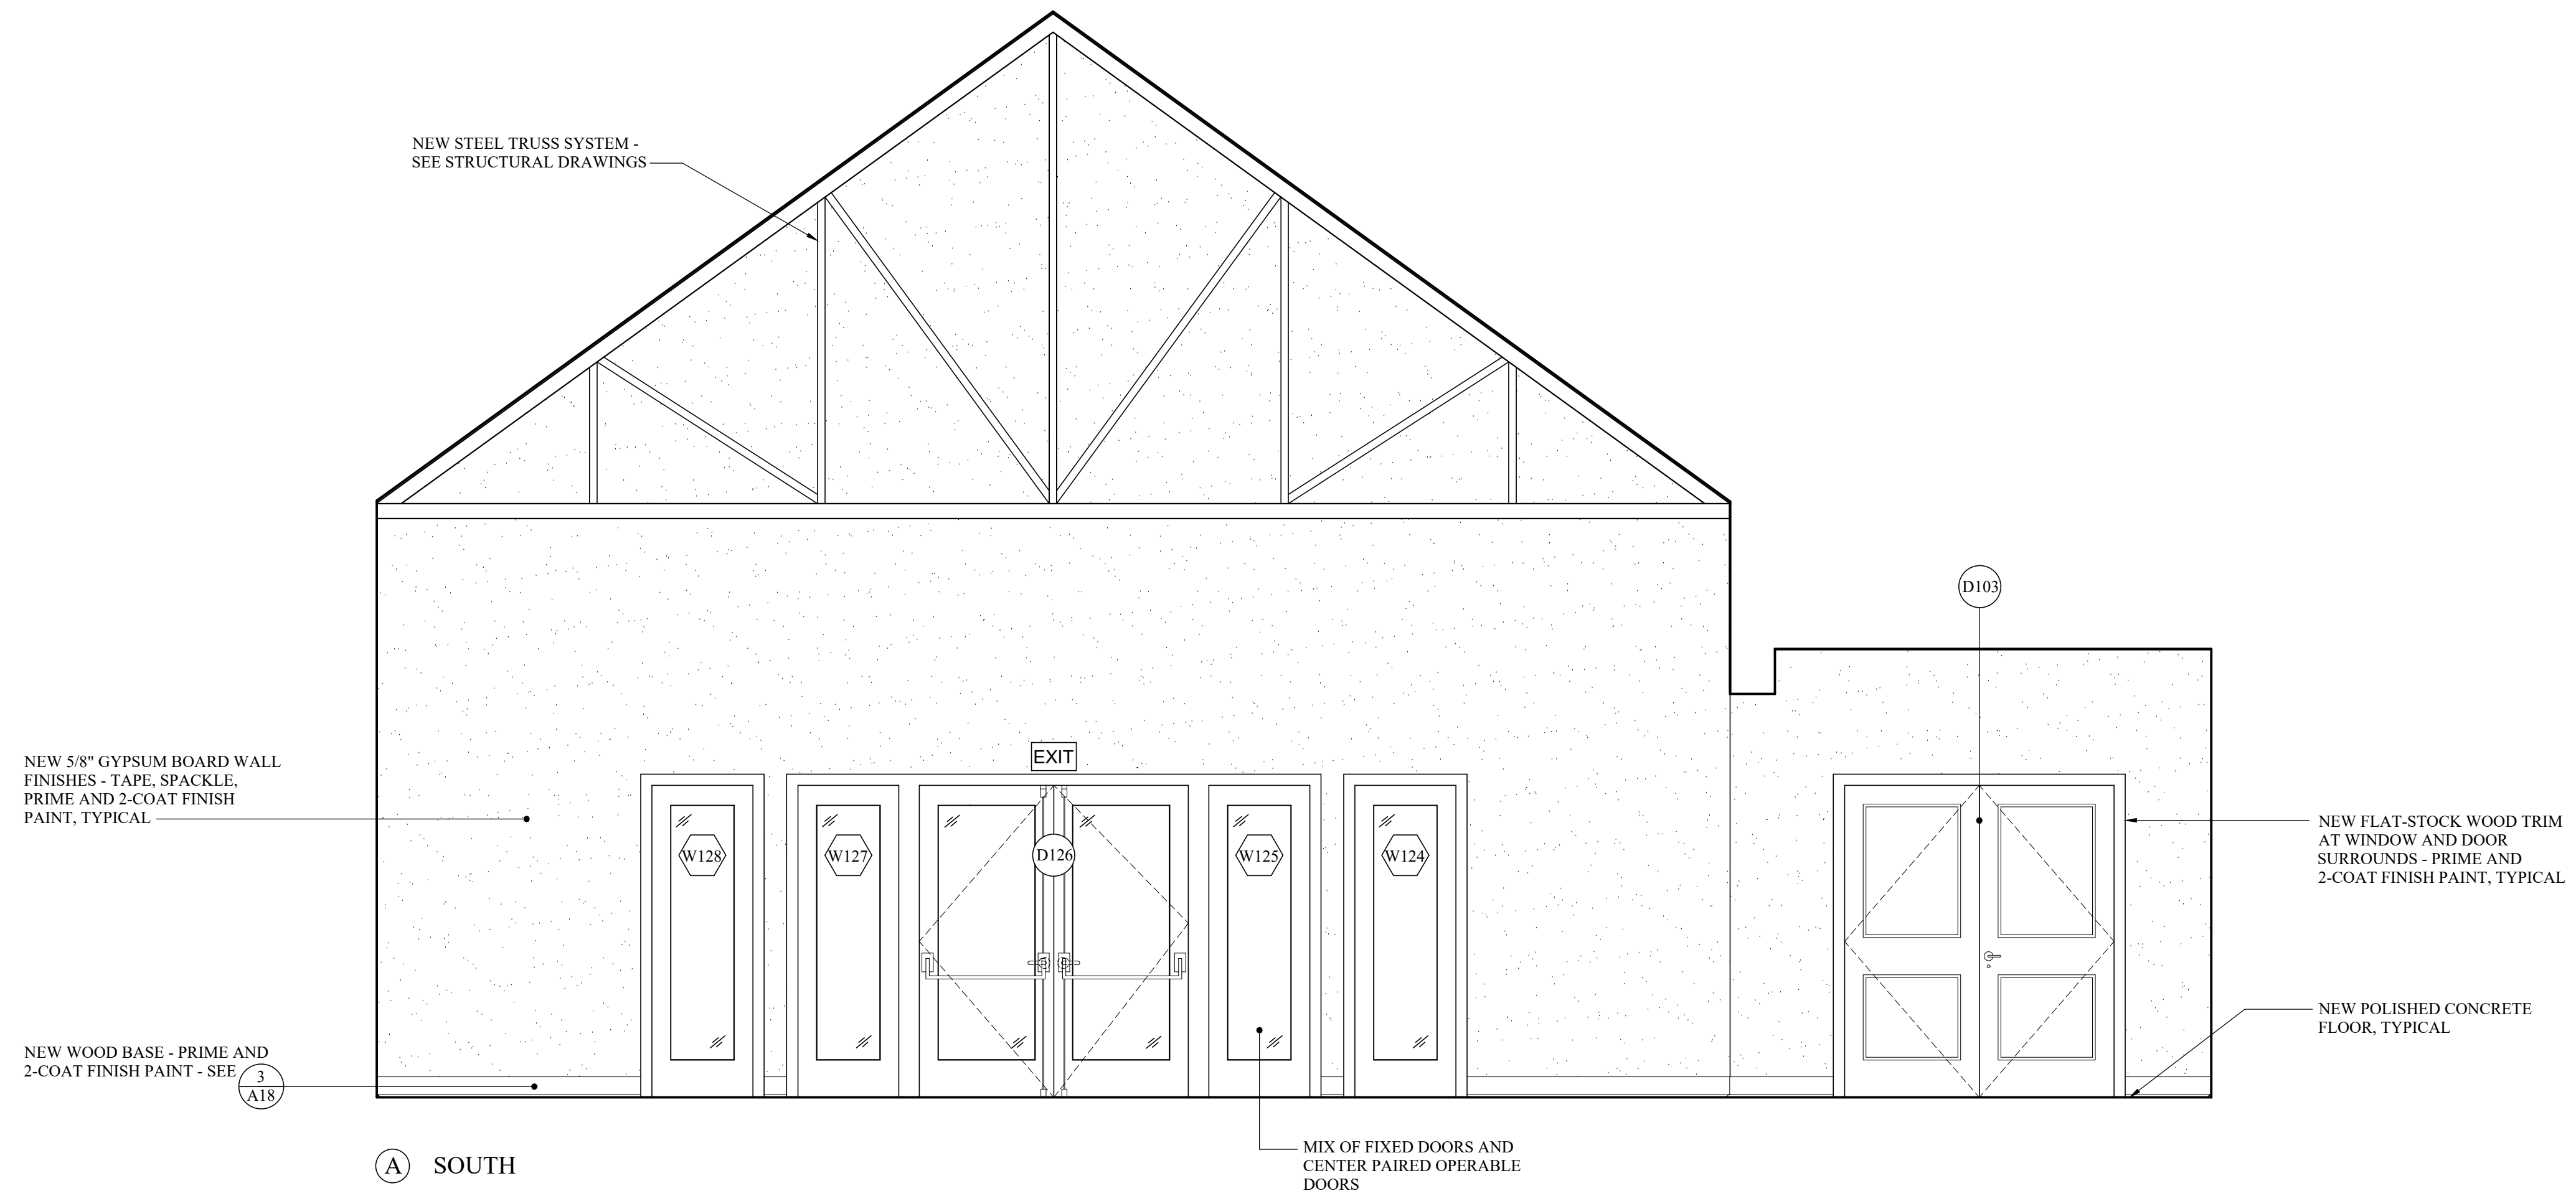 NEW STEEL TRUSS SYSTEM -
SEE STRUCTURAL DRAWINGS
D103
EXIT
NEW 5/8" GYPSUM BOARD WALL
FINISHES - TAPE, SPACKLE,
PRIME AND 2-COAT FINISH
PAINT, TYPICAL
W128
W127
D126
W125
W124
NEW FLAT-STOCK WOOD TRIM
AT WINDOW AND DOOR
SURROUNDS - PRIME AND
2-COAT FINISH PAINT, TYPICAL
NEW POLISHED CONCRETE
FLOOR, TYPICAL
NEW WOOD BASE - PRIME AND
2-COAT FINISH PAINT - SEE
3
A18
MIX OF FIXED DOORS AND
CENTER PAIRED OPERABLE
DOORS
A SOUTH